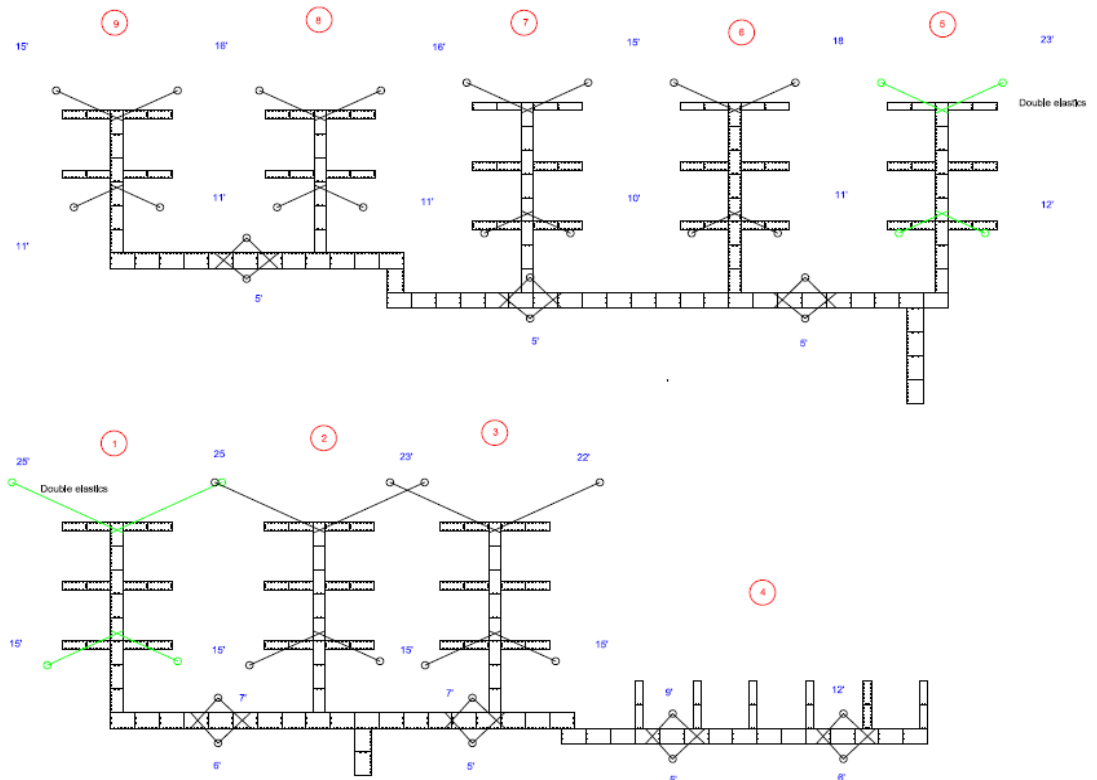 9 8 7 6 5
15' 16' 16' 15' 18 23'
Double elastics
11' 11' 10' 11' 12'
11'
5'
5' 5'
1 2 3
25' 25 23' 22'
Double elastics
4
15' 15' 15' 15'
7' 7' 9' 12'
6' 5' 5' 6'